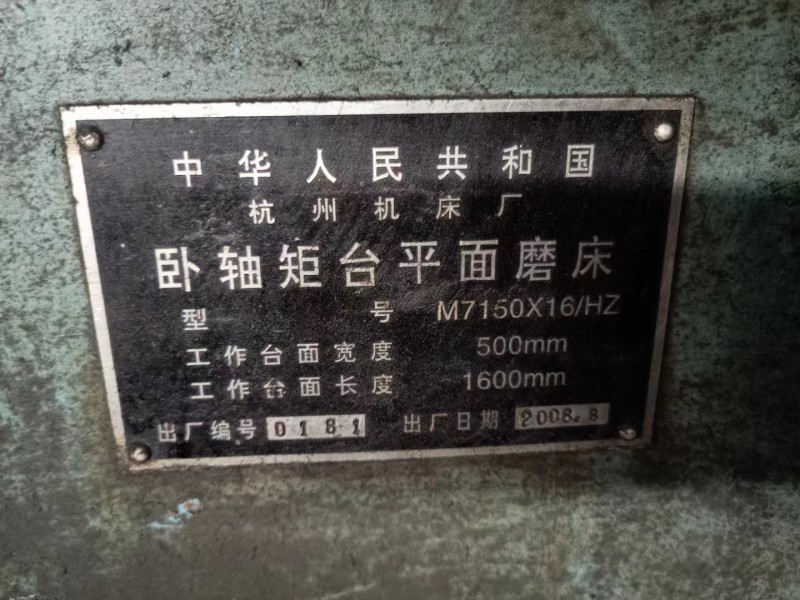 中华人民共和国
杭州机床厂
卧轴矩台平面磨床
型号 M7150X16/HZ
工作台面宽度 500mm
工作台面长度 1600mm
出厂编号 0181 出厂日期 2008.8